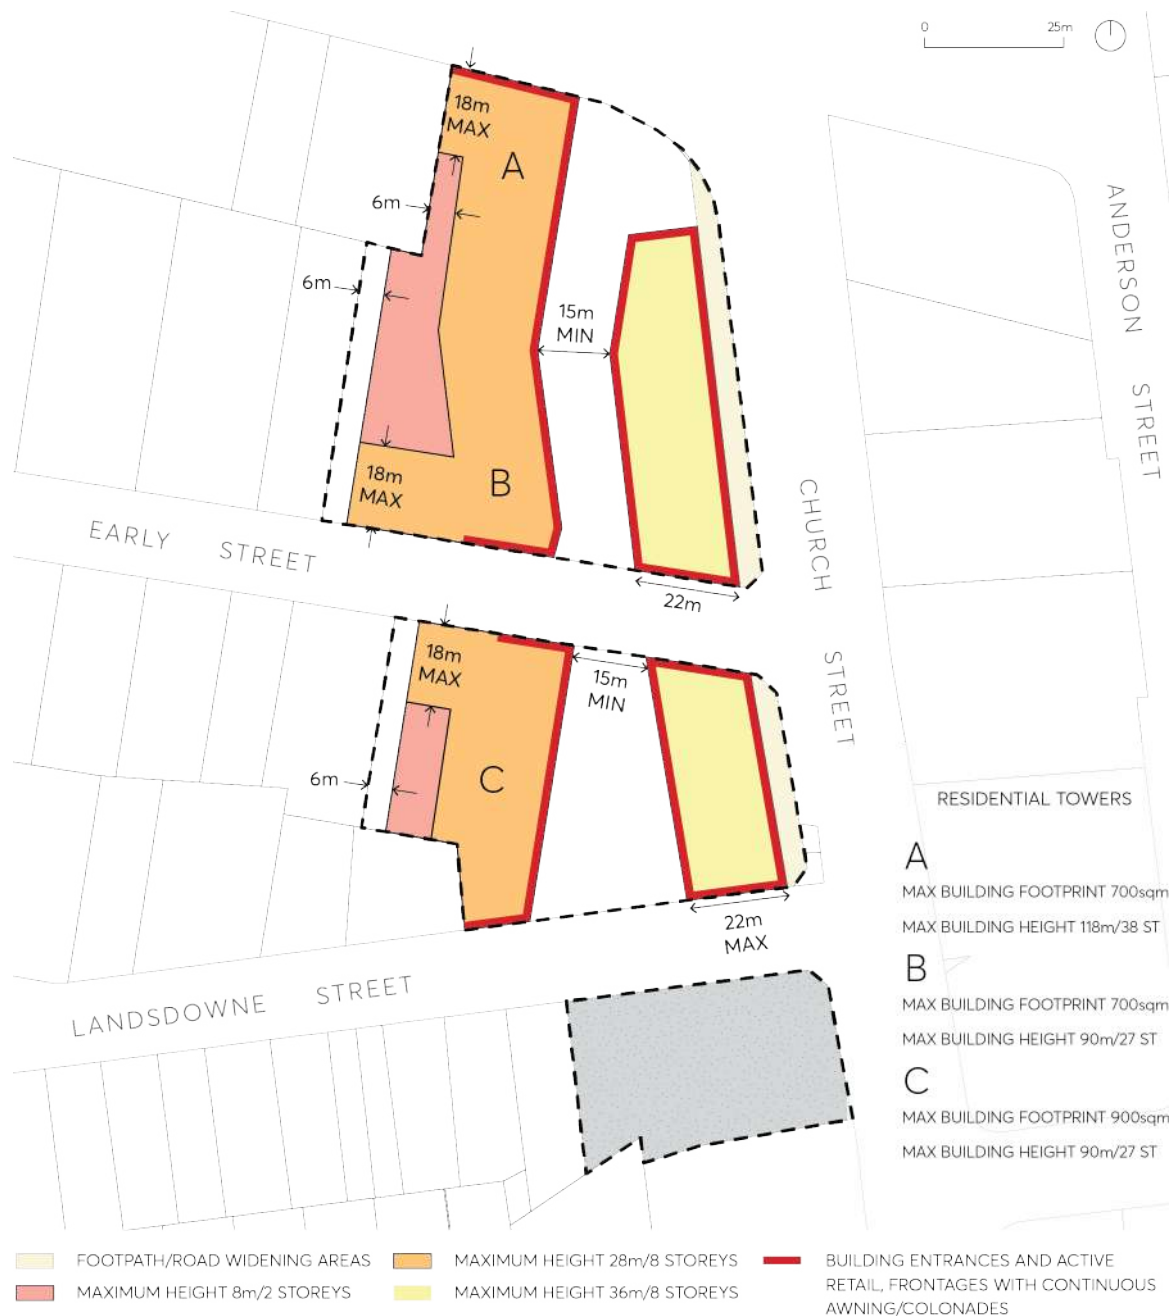 0 25m
18m
MAX
A
6m
6m
15m
MIN
18m
MAX
B
22m
ANDERSON STREET
CHURCH STREET
EARLY STREET
18m
MAX
15m
MIN
6m
C
22m
MAX
LANDSDOWNE STREET
RESIDENTIAL TOWERS
A
MAX BUILDING FOOTPRINT 700sqm
MAX BUILDING HEIGHT 118m/38 ST
B
MAX BUILDING FOOTPRINT 700sqm
MAX BUILDING HEIGHT 90m/27 ST
C
MAX BUILDING FOOTPRINT 900sqm
MAX BUILDING HEIGHT 90m/27 ST
FOOTPATH/ROAD WIDENING AREAS
MAXIMUM HEIGHT 8m/2 STOREYS
MAXIMUM HEIGHT 28m/8 STOREYS
MAXIMUM HEIGHT 36m/8 STOREYS
BUILDING ENTRANCES AND ACTIVE
RETAIL, FRONTAGES WITH CONTINUOUS
AWNING/COLONADES